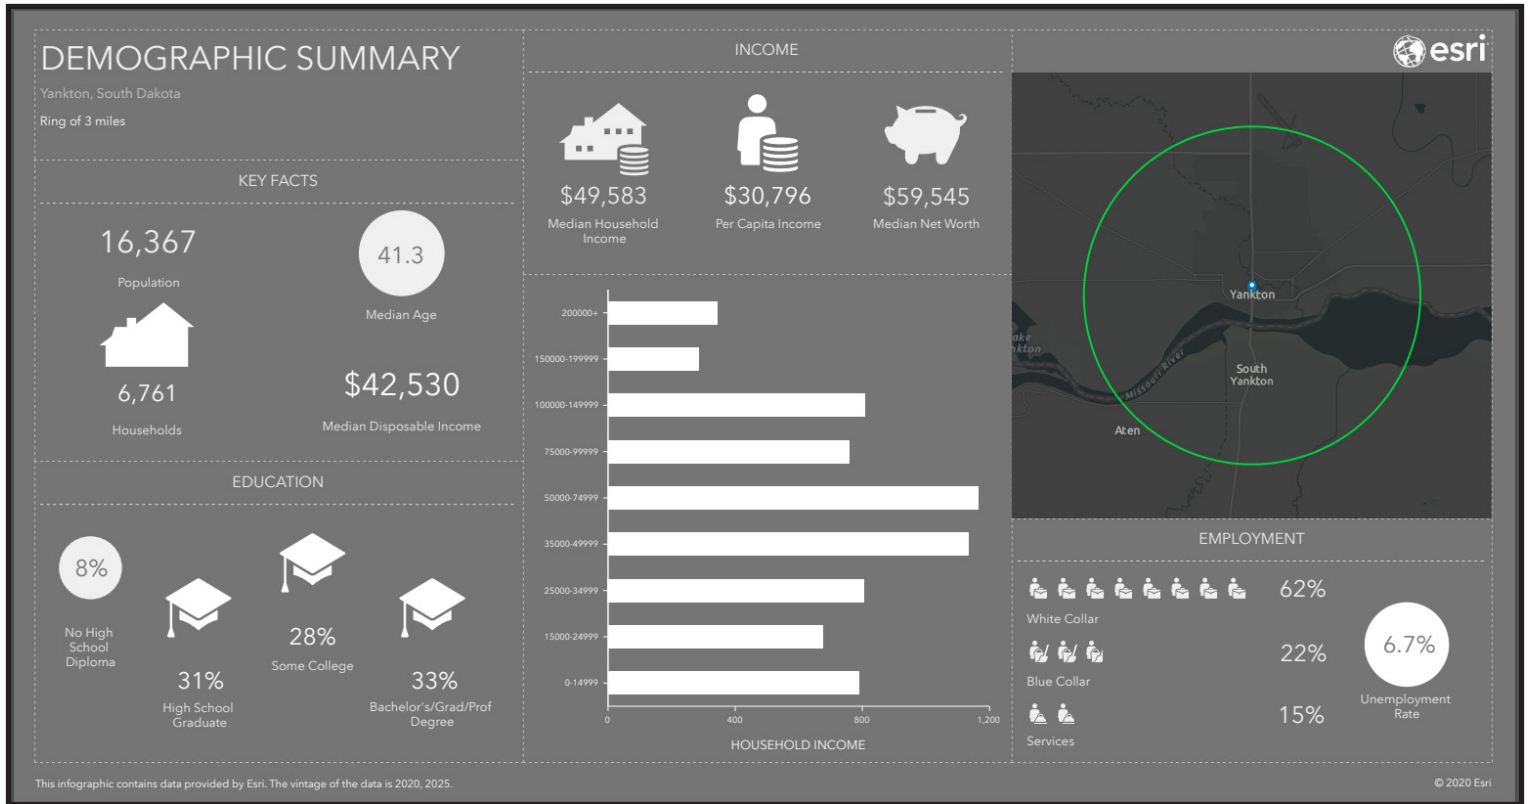 DEMOGRAPHIC SUMMARY
Yankton, South Dakota
Ring of 3 miles
KEY FACTS
16,367
Population
41.3
Median Age
6,761
Households
$42,530
Median Disposable Income
EDUCATION
8%
No High
School
Diploma
31%
High School
Graduate
28%
Some College
33%
Bachelor's/Grad/Prof
Degree
INCOME
$49,583
Median Household
Income
$30,796
Per Capita Income
$59,545
Median Net Worth
200000+
150000-199999
100000-149999
75000-99999
50000-74999
35000-49999
25000-34999
15000-24999
0-14999
0 400 800 1,200
HOUSEHOLD INCOME
esri
Yankton
South
Yankton
Missouri River
Aten
EMPLOYMENT
62%
White Collar
22%
Blue Collar
15%
Services
6.7%
Unemployment
Rate
This infographic contains data provided by Esri. The vintage of the data is 2020, 2025.
© 2020 Esri